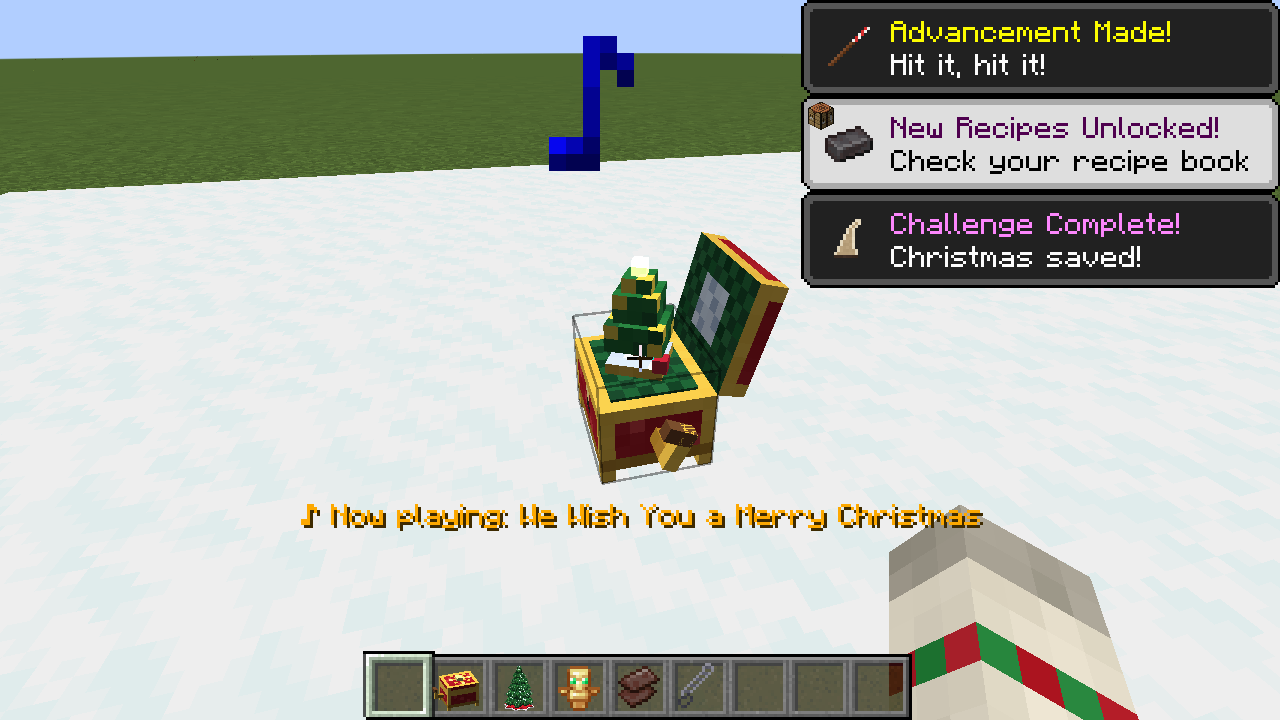 Advancement Made!
Hit it, hit it!
New Recipes Unlocked!
Check your recipe book
Challenge Complete!
Christmas saved!
♪ Now playing: We Wish You a Merry Christmas